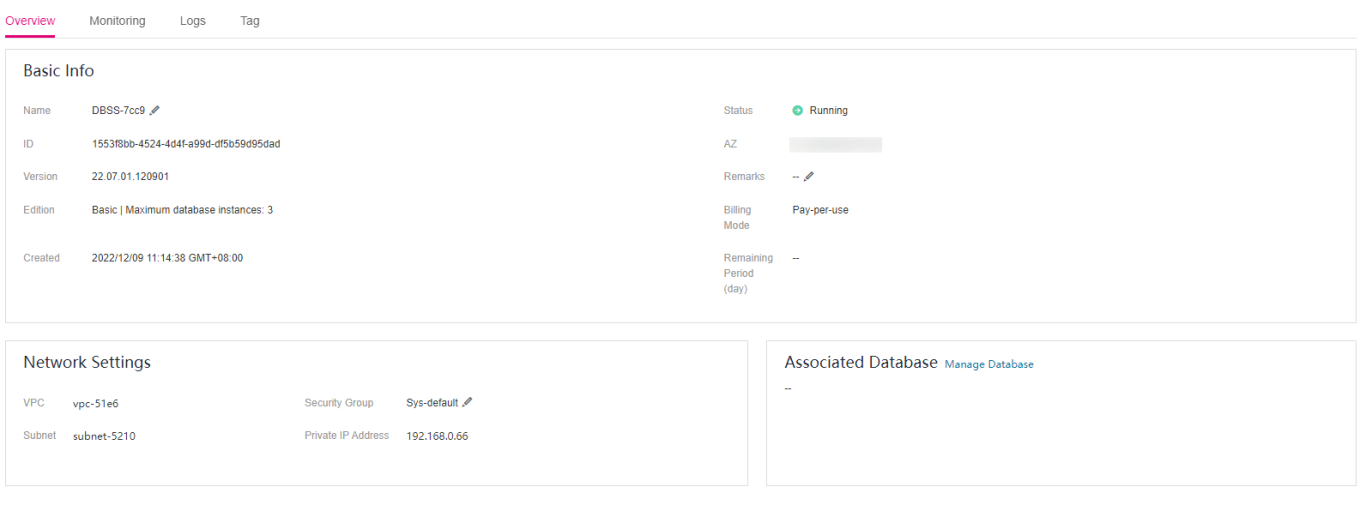 Overview Monitoring Logs Tag
Basic Info
Name DBSS-7cc9 Status Running
ID 1553f8bb-4524-4d4f-a99d-df5b59d95dad AZ
Version 22.07.01.120901 Remarks --
Edition Basic | Maximum database instances: 3 Billing Pay-per-use
Mode
Created 2022/12/09 11:14:38 GMT+08:00 Remaining --
Period
(day)
Network Settings
VPC vpc-51e6 Security Group Sys-default
Subnet subnet-5210 Private IP Address 192.168.0.66
Associated Database Manage Database
--